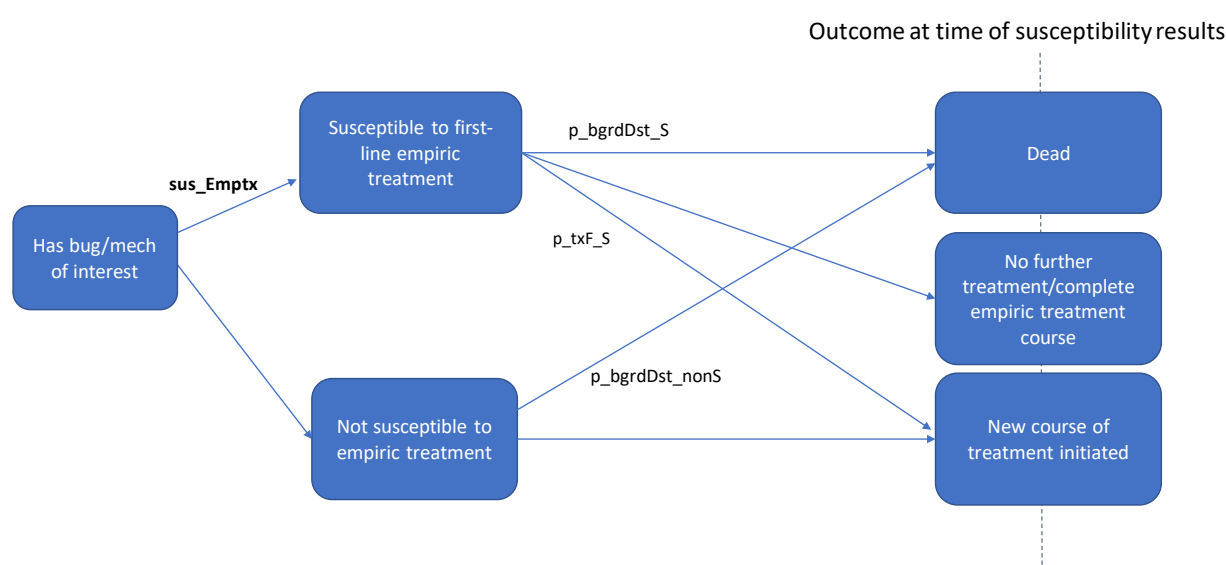 Outcome at time of susceptibility results
Susceptible to first-
line empiric
treatment
p_bgrdDst_S
Dead
sus_Emptx
Has bug/mech
of interest
p_txF_S
No further
treatment/complete
empiric treatment
course
p_bgrdDst_nonS
Not susceptible to
empiric treatment
New course of
treatment initiated